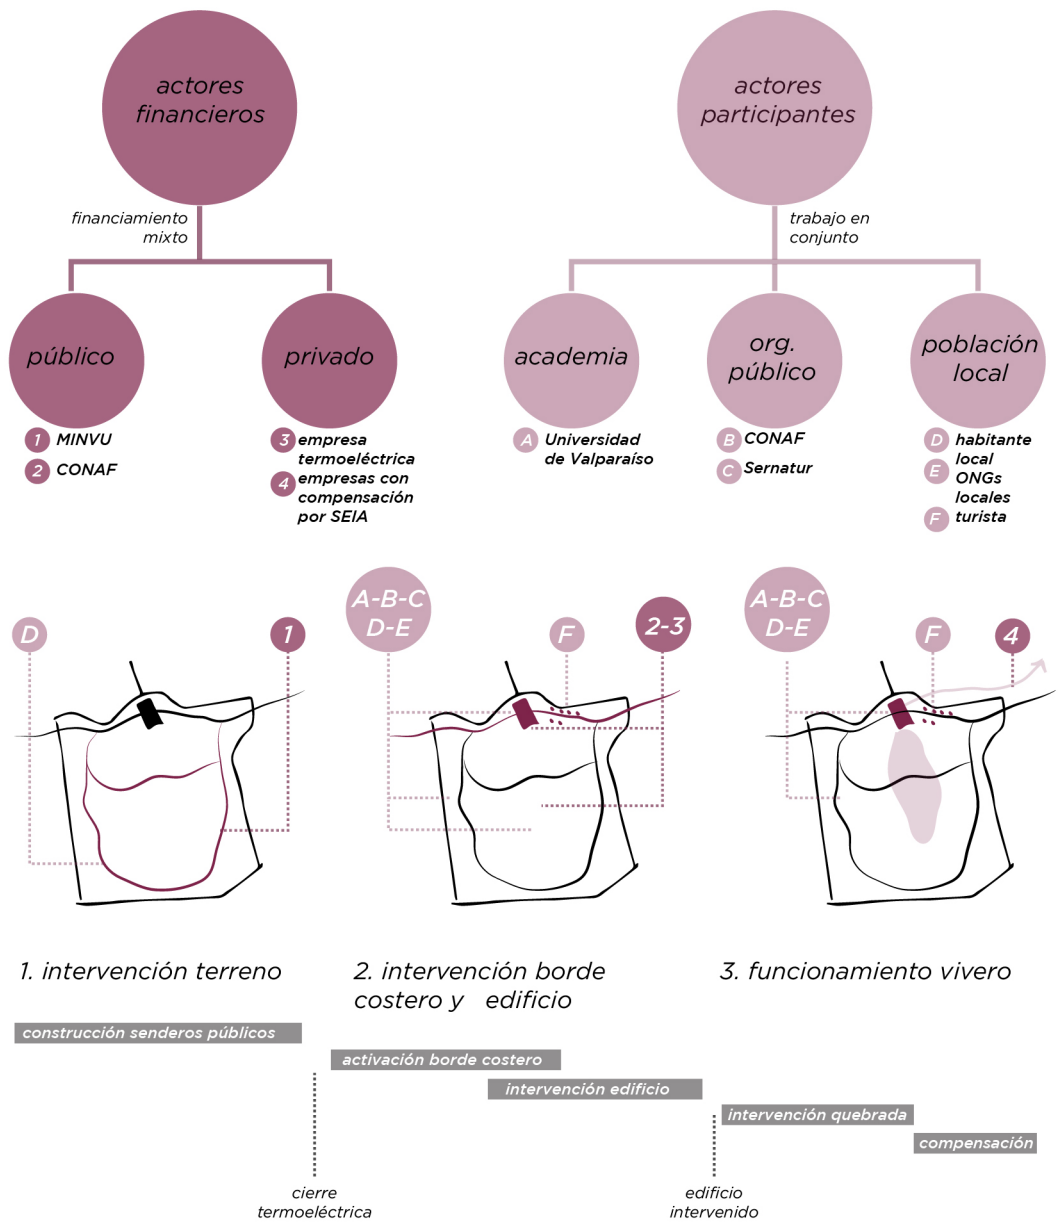 actores
financieros
actores
participantes
financiamiento
mixto
trabajo en
conjunto
público
privado
academia
org.
público
población
local
1 MINVU
2 CONAF
3 empresa
termoeléctrica
4 empresas con
compensación
por SEIA
A Universidad
de Valparaíso
B CONAF
C Sernatur
D habitante
local
E ONGs
locales
F turista
D
1
A-B-C
D-E
F
2-3
A-B-C
D-E
F
4
1. intervención terreno
2. intervención borde
costero y edificio
3. funcionamiento vivero
construcción senderos públicos
activación borde costero
intervención edificio
intervención quebrada
compensación
cierre
termoeléctrica
edificio
intervenido